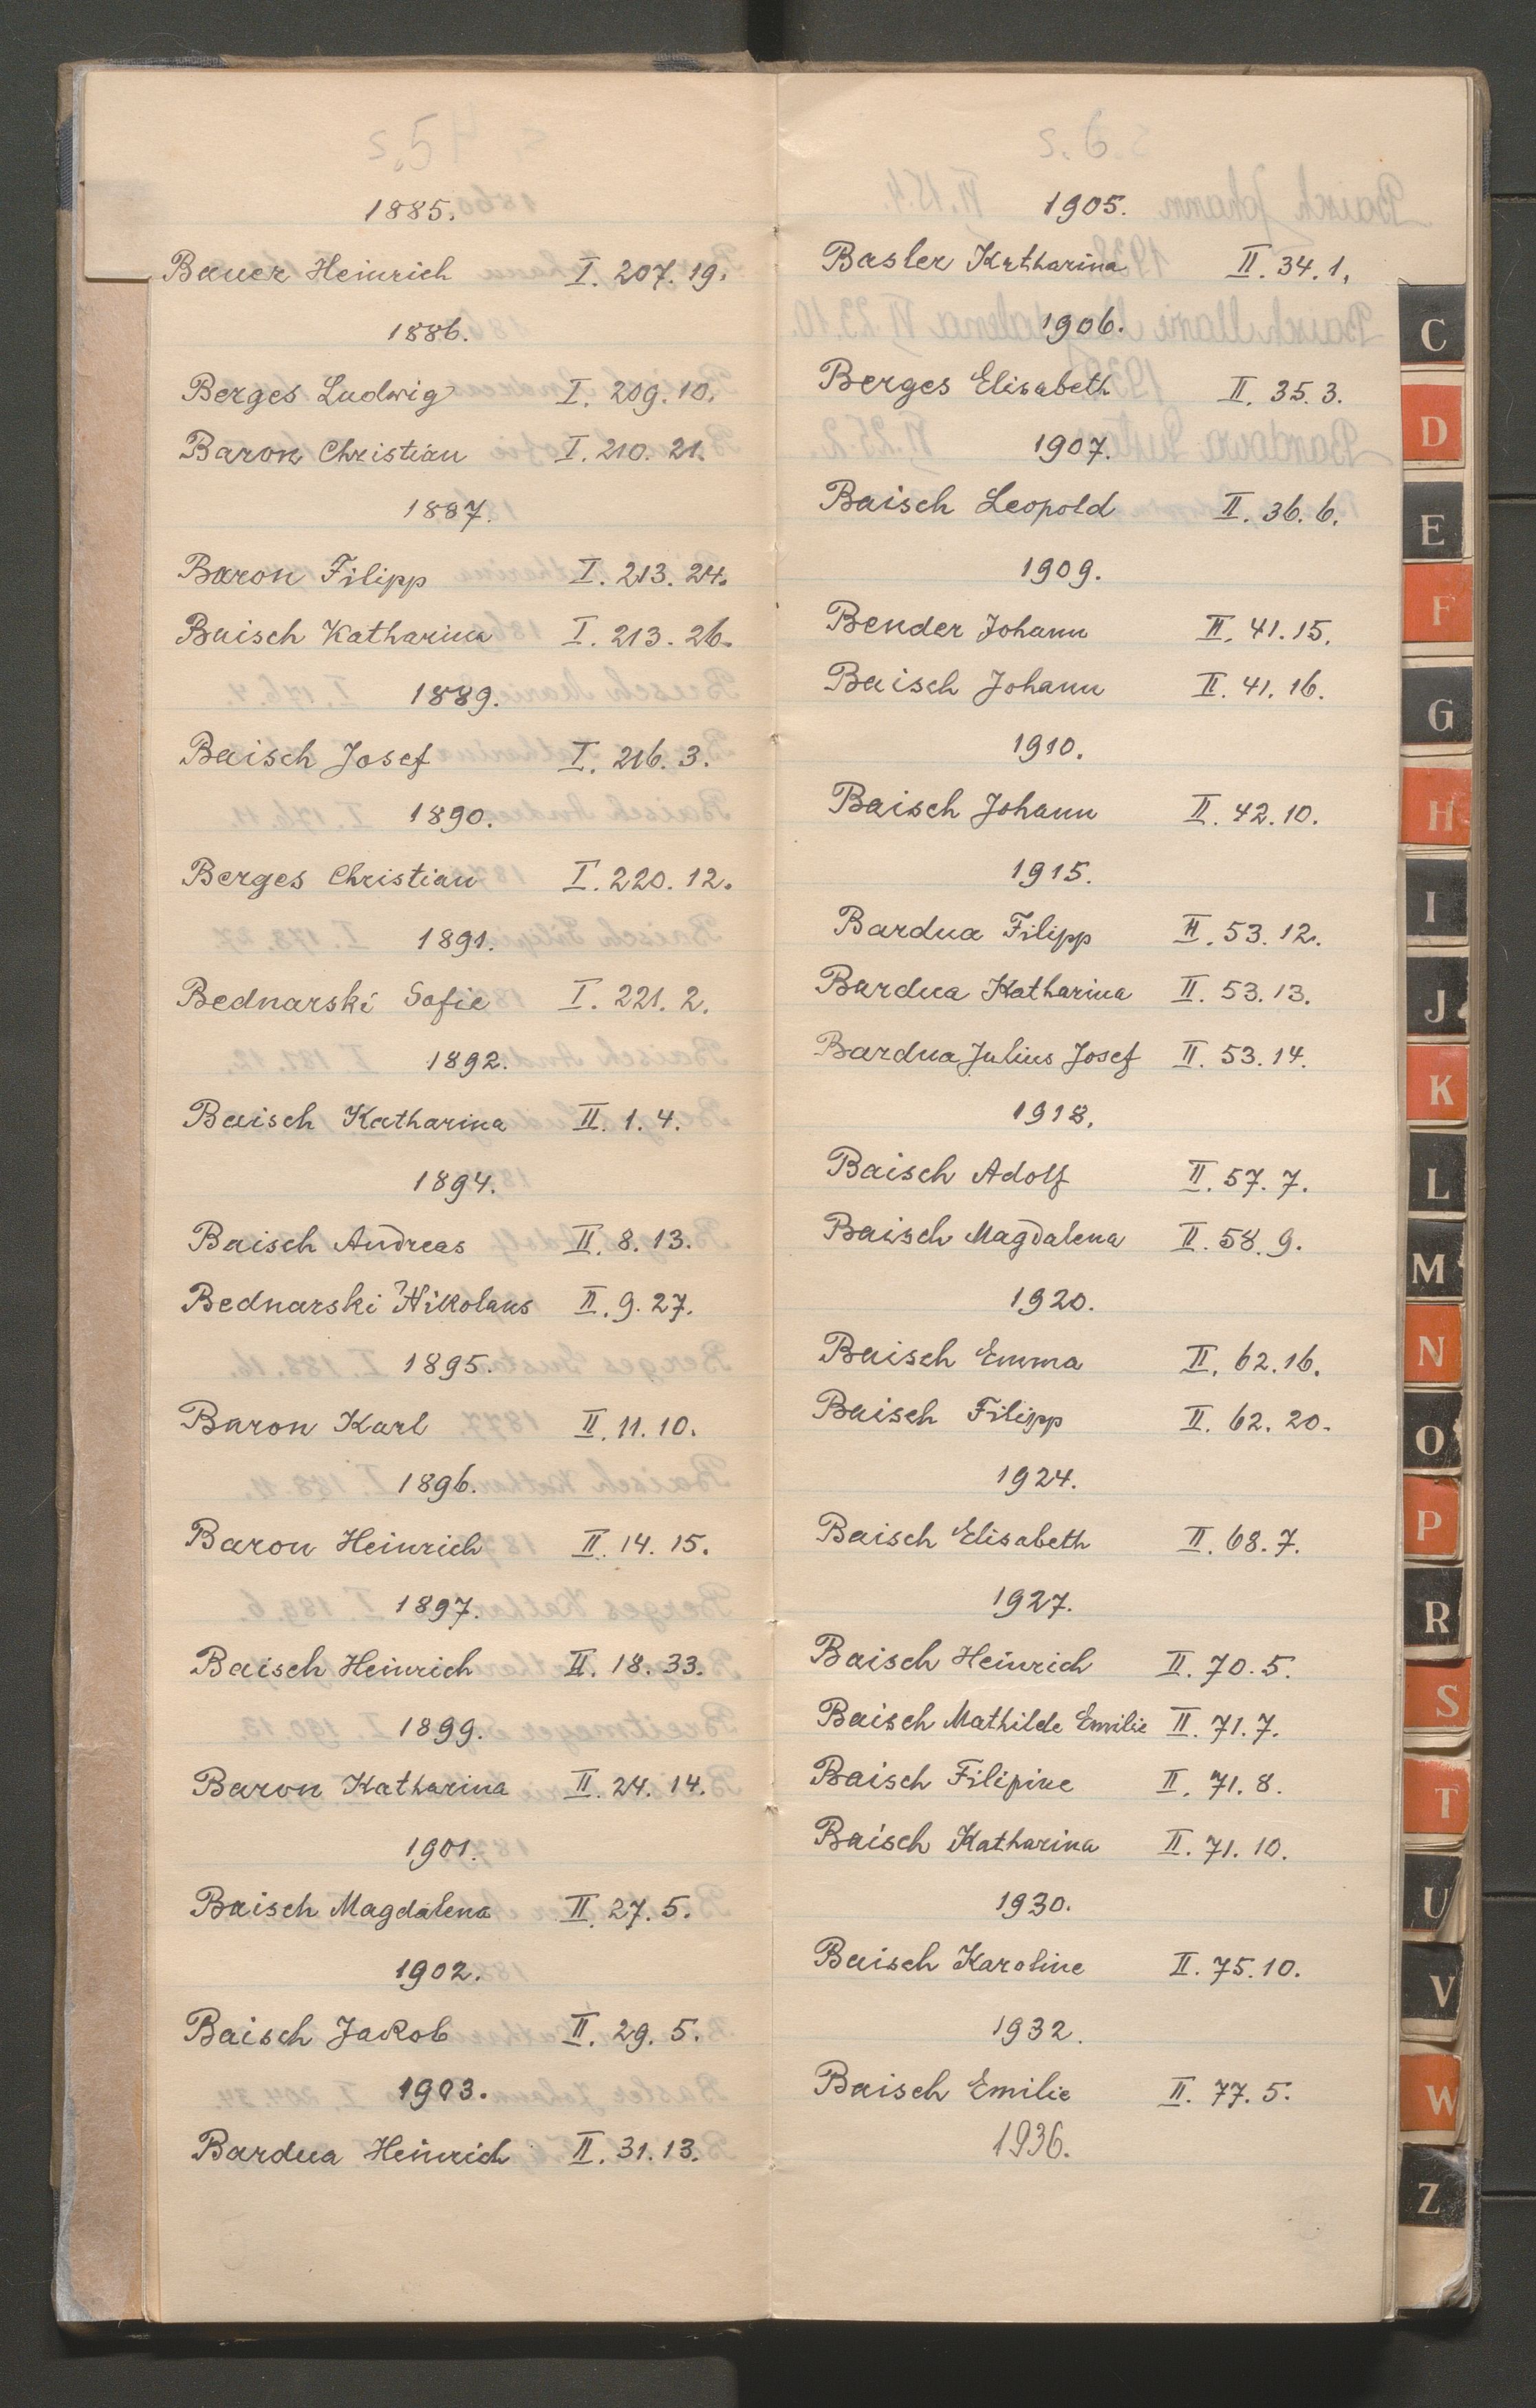 s. 5
1885.
Bauer Heinrich I. 207. 19.
1886.
Berges Ludwig I. 209. 10.
Baron Christian I. 210. 21.
1887.
Baron Filipp I. 213. 24.
Baisch Katharina I. 213. 26.
1889.
Baisch Josef I. 216. 3.
1890.
Berges Christian I. 220. 12.
1891.
Bednarski Sofie I. 221. 2.
1892.
Baisch Katharina II. 1. 4.
1894.
Baisch Andreas II. 8. 13.
Bednarski Nikolaus II. 9. 27.
1895.
Baron Karl II. 11. 10.
1896.
Baron Heinrich II. 14. 15.
1897.
Baisch Heinrich II. 18. 33.
1899.
Baron Katharina II. 24. 14.
1901.
Baisch Magdalena II. 27. 5.
1902.
Baisch Jakob II. 29. 5.
1903.
Bardua Heinrich II. 31. 13.
s. 6
1905.
Basler Katharina II. 34. 1.
1906.
Berges Elisabeth II. 35. 3.
1907.
Baisch Leopold II. 36. 6.
1909.
Bender Johann II. 41. 15.
Baisch Johann II. 41. 16.
1910.
Baisch Johann II. 42. 10.
1915.
Bardua Filipp II. 53. 12.
Bardua Katharina II. 53. 13.
Bardua Julius Josef II. 53. 14.
1918.
Baisch Adolf II. 57. 7.
Baisch Magdalena II. 58. 9.
1920.
Baisch Emma II. 62. 16.
Baisch Filipp II. 62. 20.
1924.
Baisch Elisabeth II. 68. 7.
1927.
Baisch Heinrich II. 70. 5.
Baisch Mathilde Emilie II. 71. 7.
Baisch Filipine II. 71. 8.
Baisch Katharina II. 71. 10.
1930.
Baisch Karoline II. 75. 10.
1932.
Baisch Emilie II. 77. 5.
1936.
C
D
E
F
G
H
I
J
K
L
M
N
O
P
R
S
T
U
V
W
Z